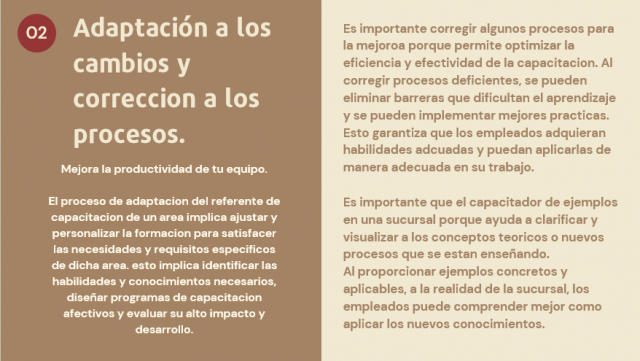 02
Adaptación a los
cambios y
correccion a los
procesos.
Mejora la productividad de tu equipo.
El proceso de adaptacion del referente de
capacitacion de un area implica ajustar y
personalizar la formacion para satisfacer
las necesidades y requisitos especificos
de dicha area. esto implica identificar las
habilidades y conocimientos necesarios,
diseñar programas de capacitacion
afectivos y evaluar su alto impacto y
desarrollo.
Es importante corregir algunos procesos para
la mejoroa porque permite optimizar la
eficiencia y efectividad de la capacitacion. Al
corregir procesos deficientes, se pueden
eliminar barreras que dificultan el aprendizaje
y se pueden implementar mejores practicas.
Esto garantiza que los empleados adquieran
habilidades adcuadas y puedan aplicarlas de
manera adecuada en su trabajo.
Es importante que el capacitador de ejemplos
en una sucursal porque ayuda a clarificar y
visualizar a los conceptos teoricos o nuevos
procesos que se estan enseñando.
Al proporcionar ejemplos concretos y
aplicables, a la realidad de la sucursal, los
empleados puede comprender mejor como
aplicar los nuevos conocimientos.